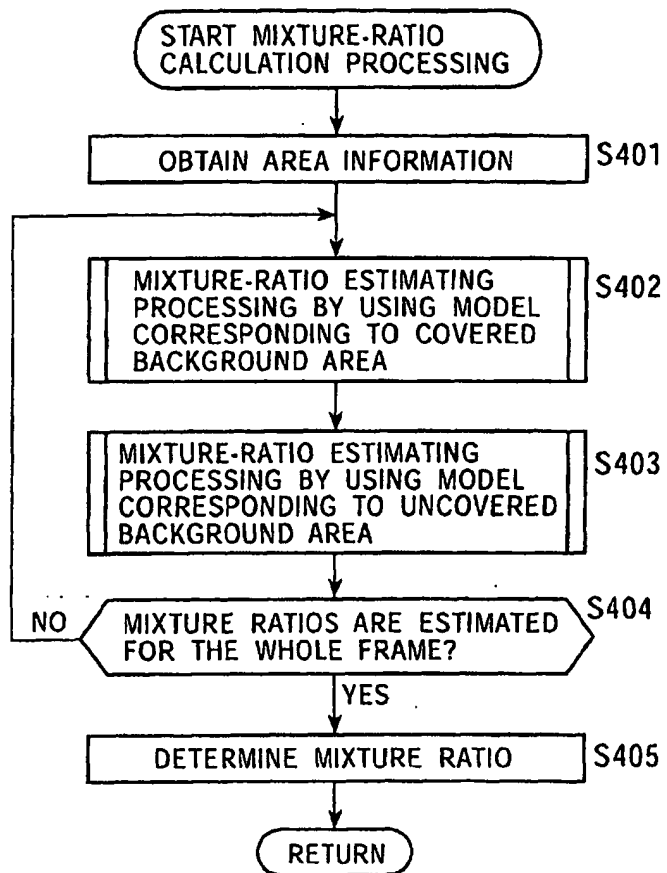 START MIXTURE-RATIO
CALCULATION PROCESSING
OBTAIN AREA INFORMATION
S401
MIXTURE-RATIO ESTIMATING
PROCESSING BY USING MODEL
CORRESPONDING TO COVERED
BACKGROUND AREA
S402
MIXTURE-RATIO ESTIMATING
PROCESSING BY USING MODEL
CORRESPONDING TO UNCOVERED
BACKGROUND AREA
S403
NO
MIXTURE RATIOS ARE ESTIMATED
FOR THE WHOLE FRAME?
S404
YES
DETERMINE MIXTURE RATIO
S405
RETURN